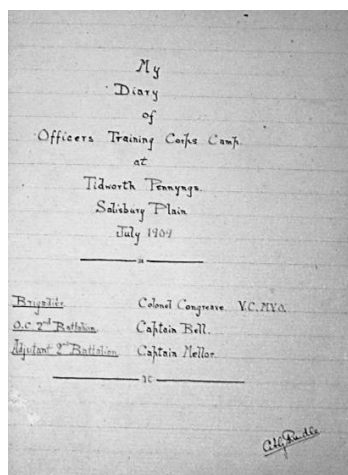 My
Diary
of
Officers Training Corps Camp
at
Tidworth Pennyngs.
Salisbury Plain
July 1909
Brigadier Colonel Congreave V.C. M.V.O.
O.C. 2nd Battalion Captain Bell.
Adjutant 2nd Battalion Captain Mellor.